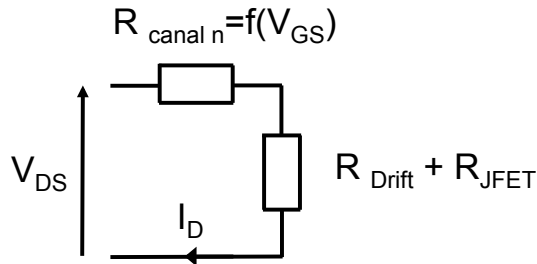 R canal n=f(VGS)
VDS
R Drift + RJFET
ID